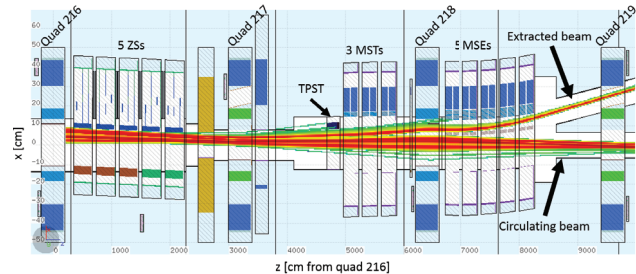 Quad 216
5 ZSs
Quad 217
3 MSTs
Quad 218
5 MSEs
Extracted beam
Quad 219
TPST
Circulating beam
x [cm]
60
50
40
30
20
10
0
-10
-20
-30
-40
-50
0
1000
2000
3000
4000
5000
6000
7000
8000
9000
z [cm from quad 216]